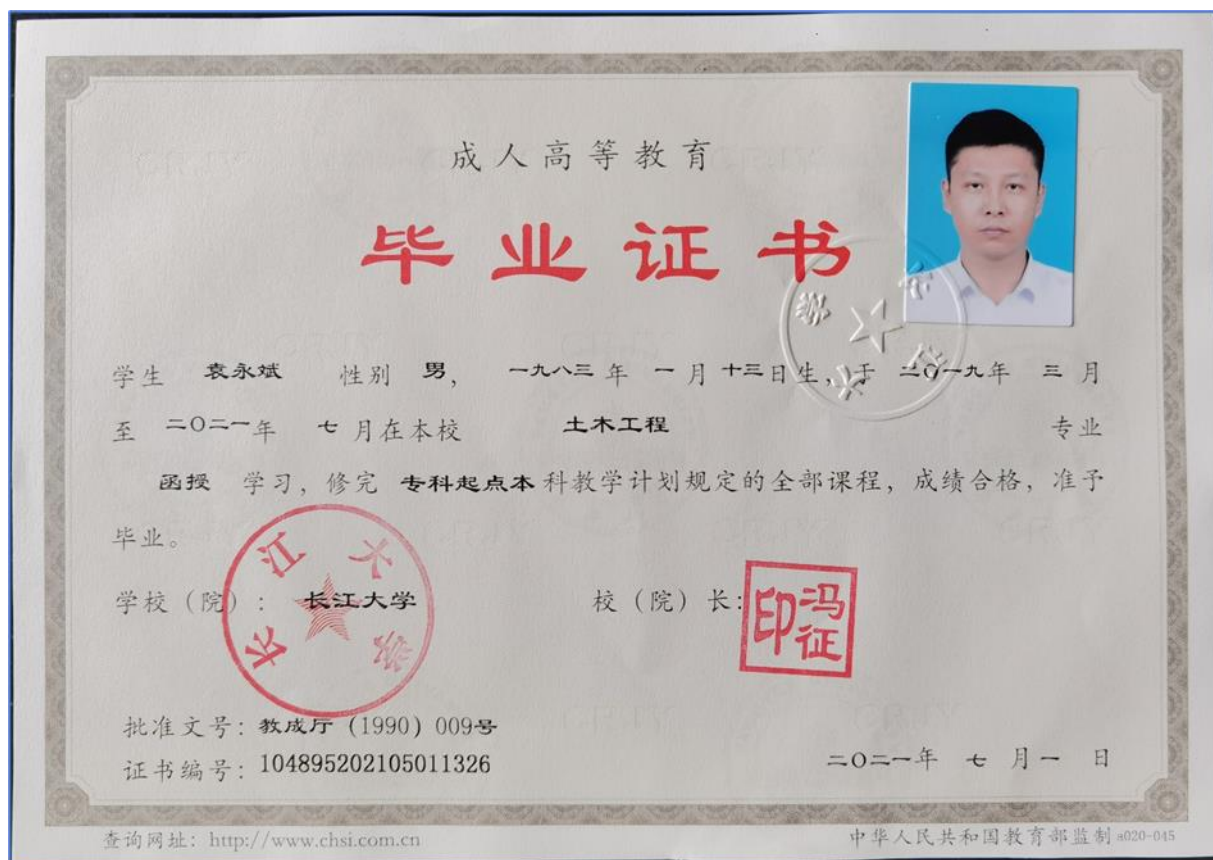 成人高等教育
毕业证书
学生 袁永斌 性别 男， 一九八三 年 一 月 十三 日生，于 二〇一九年 三 月
至 二〇二一年 七 月在本校 土木工程 专业
函授 学习，修完 专科起点本 科教学计划规定的全部课程，成绩合格，准予
毕业。
学校（院）： 长江大学 校（院）长：
长江大学
冯征印
批准文号：教成厅（1990）009号
证书编号：104895202105011326 二〇二一年 七 月 一 日
查询网址：http://www.chsi.com.cn 中华人民共和国教育部监制 a020-045